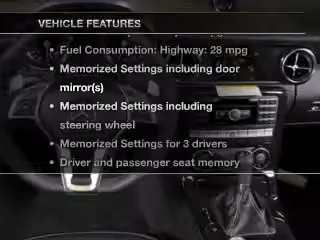 VEHICLE FEATURES
• Fuel Consumption: Highway: 28 mpg
• Memorized Settings including door
mirror(s)
• Memorized Settings including
steering wheel
• Memorized Settings for 3 drivers
• Driver and passenger seat memory